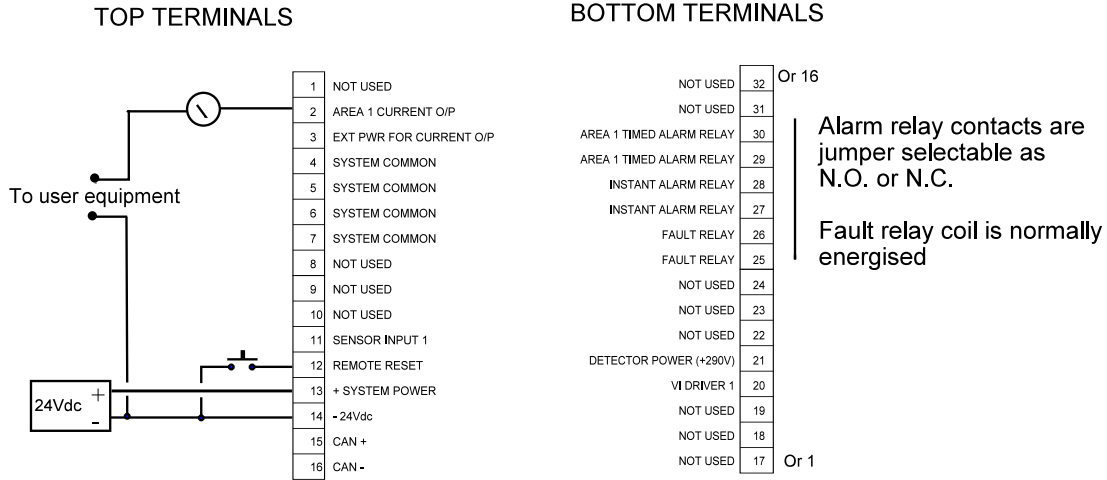 TOP TERMINALS
1 NOT USED
2 AREA 1 CURRENT O/P
3 EXT PWR FOR CURRENT O/P
4 SYSTEM COMMON
5 SYSTEM COMMON
6 SYSTEM COMMON
7 SYSTEM COMMON
8 NOT USED
9 NOT USED
10 NOT USED
11 SENSOR INPUT 1
12 REMOTE RESET
13 + SYSTEM POWER
14 - 24Vdc
15 CAN +
16 CAN -
To user equipment
24Vdc + -
BOTTOM TERMINALS
NOT USED 32 Or 16
NOT USED 31
AREA 1 TIMED ALARM RELAY 30
AREA 1 TIMED ALARM RELAY 29
INSTANT ALARM RELAY 28
INSTANT ALARM RELAY 27
FAULT RELAY 26
FAULT RELAY 25
NOT USED 24
NOT USED 23
NOT USED 22
DETECTOR POWER (+290V) 21
VI DRIVER 1 20
NOT USED 19
NOT USED 18
NOT USED 17 Or 1
Alarm relay contacts are
jumper selectable as
N.O. or N.C.
Fault relay coil is normally
energised